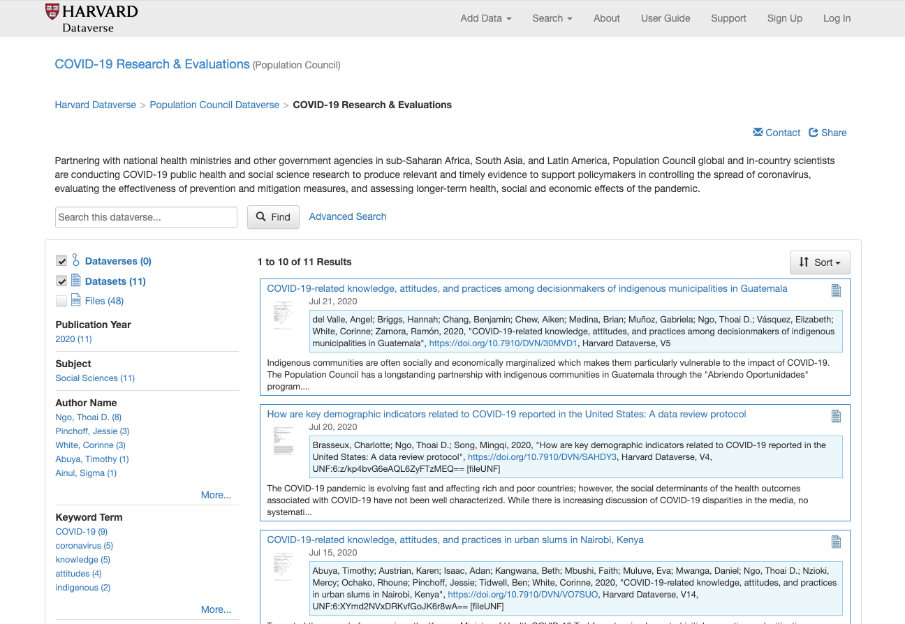 HARVARD
Dataverse
Add Data
Search
About
User Guide
Support
Sign Up
Log In
COVID-19 Research & Evaluations (Population Council)
Harvard Dataverse > Population Council Dataverse > COVID-19 Research & Evaluations
Contact
Share
Partnering with national health ministries and other government agencies in sub-Saharan Africa, South Asia, and Latin America, Population Council global and in-country scientists
are conducting COVID-19 public health and social science research to produce relevant and timely evidence to support policymakers in controlling the spread of coronavirus,
evaluating the effectiveness of prevention and mitigation measures, and assessing longer-term health, social and economic effects of the pandemic.
Search this dataverse...
Find
Advanced Search
Dataverses (0)
Datasets (11)
Files (48)
Publication Year
2020 (11)
Subject
Social Sciences (11)
Author Name
Ngo, Thoai D. (8)
Pinchoff, Jessie (3)
White, Corinne (3)
Abuya, Timothy (1)
Ainul, Sigma (1)
More...
Keyword Term
COVID-19 (9)
coronavirus (5)
knowledge (5)
attitudes (4)
indigenous (2)
More...
1 to 10 of 11 Results
Sort
COVID-19-related knowledge, attitudes, and practices among decisionmakers of indigenous municipalities in Guatemala
Jul 21, 2020
del Valle, Angel; Briggs, Hannah; Chang, Benjamin; Chew, Aiken; Medina, Brian; Muñoz, Gabriela; Ngo, Thoai D.; Vásquez, Elizabeth;
White, Corinne; Zamora, Ramón, 2020, "COVID-19-related knowledge, attitudes, and practices among decisionmakers of indigenous
municipalities in Guatemala", https://doi.org/10.7910/DVN/30MVD1, Harvard Dataverse, V5
Indigenous communities are often socially and economically marginalized which makes them particularly vulnerable to the impact of COVID-19.
The Population Council has a longstanding partnership with indigenous communities in Guatemala through the "Abriendo Oportunidades"
program....
How are key demographic indicators related to COVID-19 reported in the United States: A data review protocol
Jul 20, 2020
Brasseux, Charlotte; Ngo, Thoai D.; Song, Mingqi, 2020, "How are key demographic indicators related to COVID-19 reported in the
United States: A data review protocol", https://doi.org/10.7910/DVN/SAHDY3, Harvard Dataverse, V4,
UNF:6:z/kp4bvG6eAQL6ZyFTzMEQ== [fileUNF]
The COVID-19 pandemic is evolving fast and affecting rich and poor countries; however, the social determinants of the health outcomes
associated with COVID-19 have not been well characterized. While there is increasing discussion of COVID-19 disparities in the media, no
systemati...
COVID-19-related knowledge, attitudes, and practices in urban slums in Nairobi, Kenya
Jul 15, 2020
Abuya, Timothy; Austrian, Karen; Isaac, Adan; Kangwana, Beth; Mbushi, Faith; Muluve, Eva; Mwanga, Daniel; Ngo, Thoai D.; Nzioki,
Mercy; Ochako, Rhoune; Pinchoff, Jessie; Tidwell, Ben; White, Corinne, 2020, "COVID-19-related knowledge, attitudes, and practices
in urban slums in Nairobi, Kenya", https://doi.org/10.7910/DVN/VO7SUO, Harvard Dataverse, V14,
UNF:6:XYmd2NVxDRKvfGoJK6r8wA== [fileUNF]